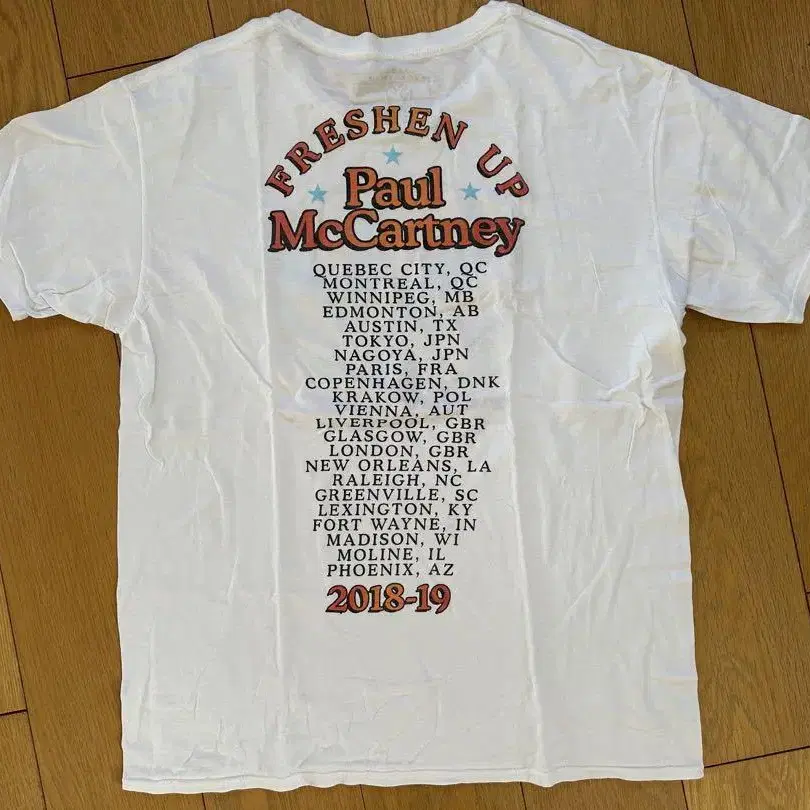 FRESHEN UP
Paul
McCartney
QUEBEC CITY, QC
MONTREAL, QC
WINNIPEG, MB
EDMONTON, AB
AUSTIN, TX
TOKYO, JPN
NAGOYA, JPN
PARIS, FRA
COPENHAGEN, DNK
KRAKOW, POL
VIENNA, AUT
LIVERPOOL, GBR
GLASGOW, GBR
LONDON, GBR
NEW ORLEANS, LA
RALEIGH, NC
GREENVILLE, SC
LEXINGTON, KY
FORT WAYNE, IN
MADISON, WI
MOLINE, IL
PHOENIX, AZ
2018-19